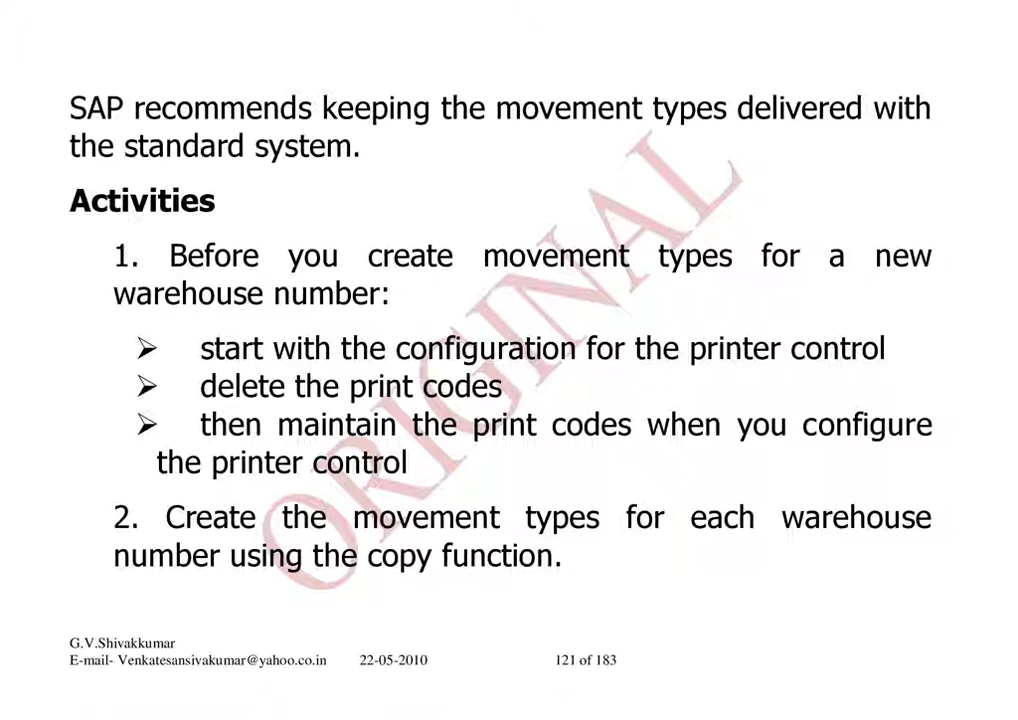 SAP recommends keeping the movement types delivered with
the standard system.
Activities
1. Before you create movement types for a new
warehouse number:
➢ start with the configuration for the printer control
➢ delete the print codes
➢ then maintain the print codes when you configure
the printer control
2. Create the movement types for each warehouse
number using the copy function.
ORIGINAL
G.V.Shivakkumar
E-mail- Venkatesansivakumar@yahoo.co.in 22-05-2010 121 of 183